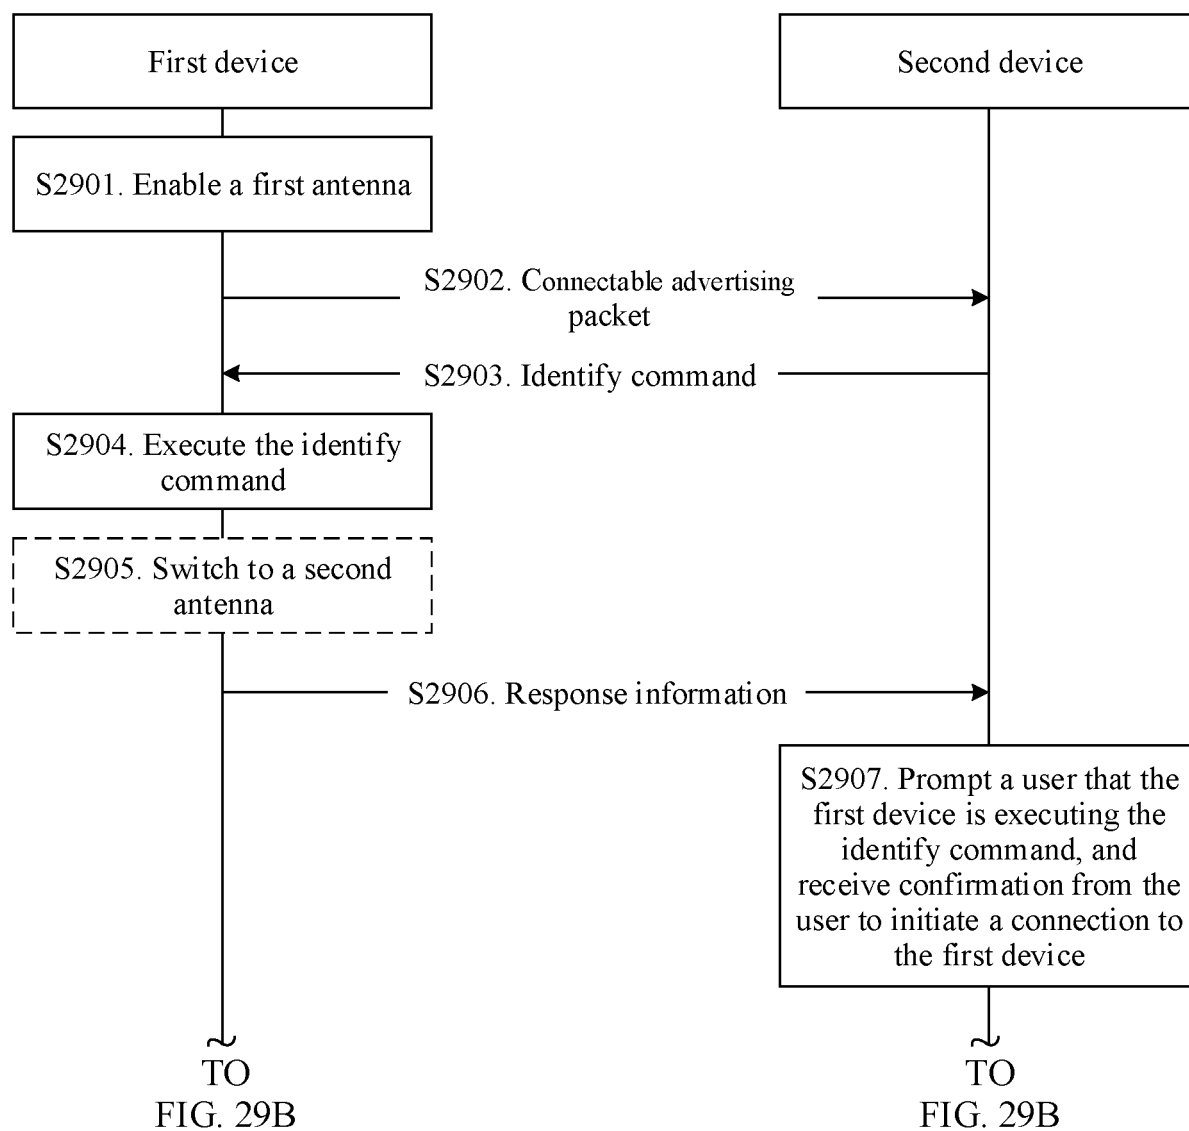 First device
Second device
S2901. Enable a first antenna
S2902. Connectable advertising
packet
S2903. Identify command
S2904. Execute the identify
command
S2905. Switch to a second
antenna
S2906. Response information
S2907. Prompt a user that the
first device is executing the
identify command, and
receive confirmation from the
user to initiate a connection to
the first device
TO
FIG. 29B
TO
FIG. 29B